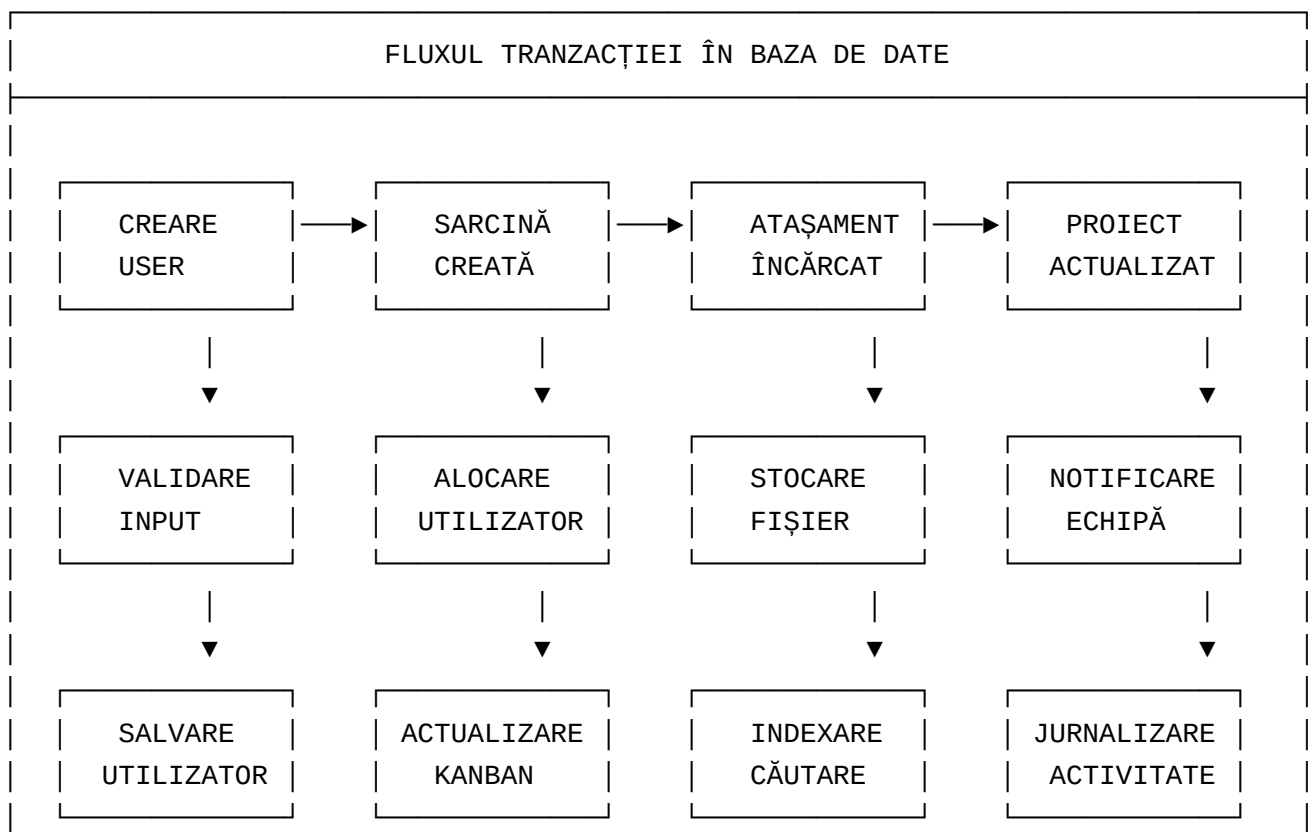 FLUXUL TRANZACȚIEI ÎN BAZA DE DATE
CREARE USER
SARCINĂ CREATĂ
ATAȘAMENT ÎNCĂRCAT
PROIECT ACTUALIZAT
VALIDARE INPUT
ALOCARE UTILIZATOR
STOCARE FIȘIER
NOTIFICARE ECHIPĂ
SALVARE UTILIZATOR
ACTUALIZARE KANBAN
INDEXARE CĂUTARE
JURNALIZARE ACTIVITATE